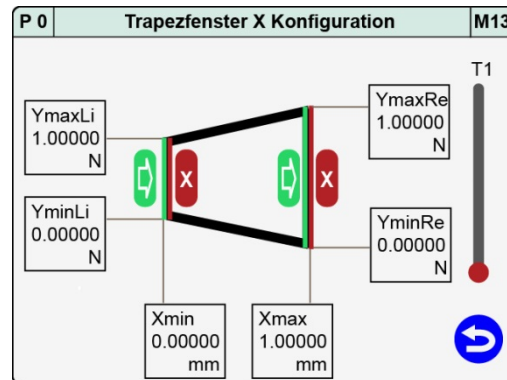 P 0
Trapezfenster X Konfiguration
M13
T1
YmaxLi
1.00000
N
YmaxRe
1.00000
N
X
X
YminLi
0.00000
N
YminRe
0.00000
N
Xmin
0.00000
mm
Xmax
1.00000
mm